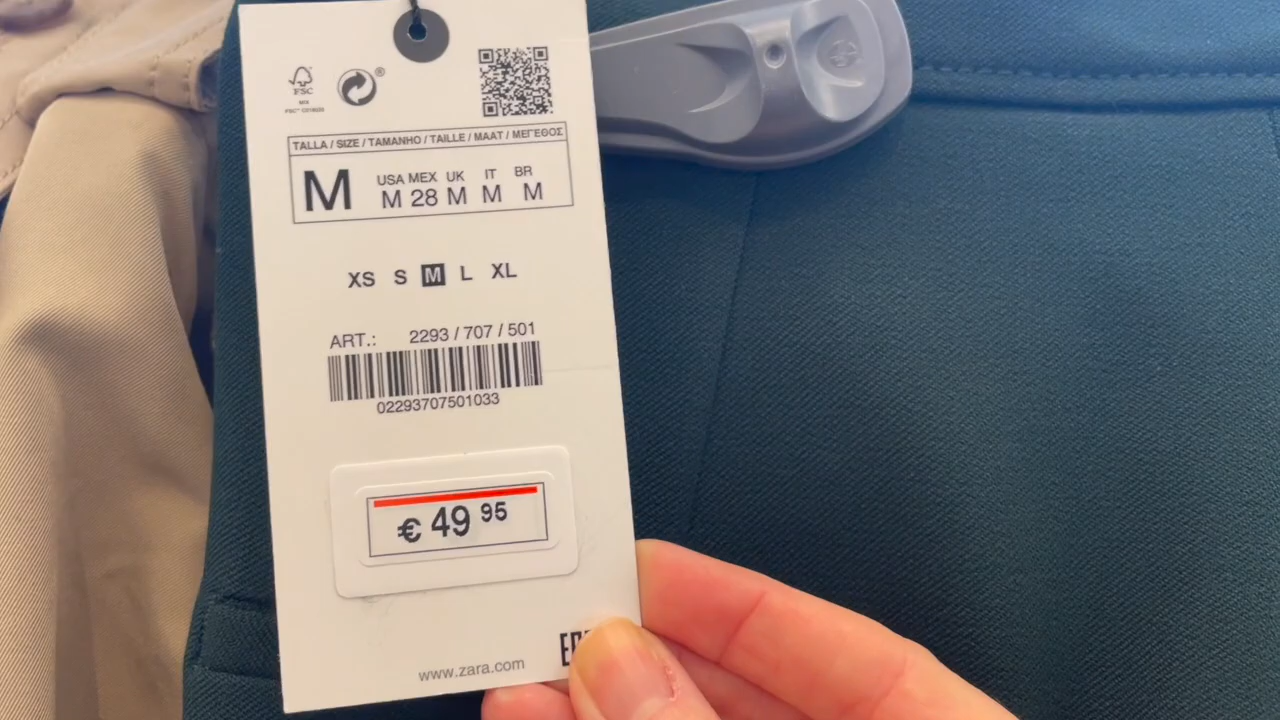 FSC
MIX
TALLA / SIZE / TAMANHO / TAILLE / MAAT / ΜΕΓΕΘΟΣ
M
USA MEX UK IT BR
M 28 M M M
XS S M L XL
ART.: 2293 / 707 / 501
02293707501033
€ 49 95
www.zara.com